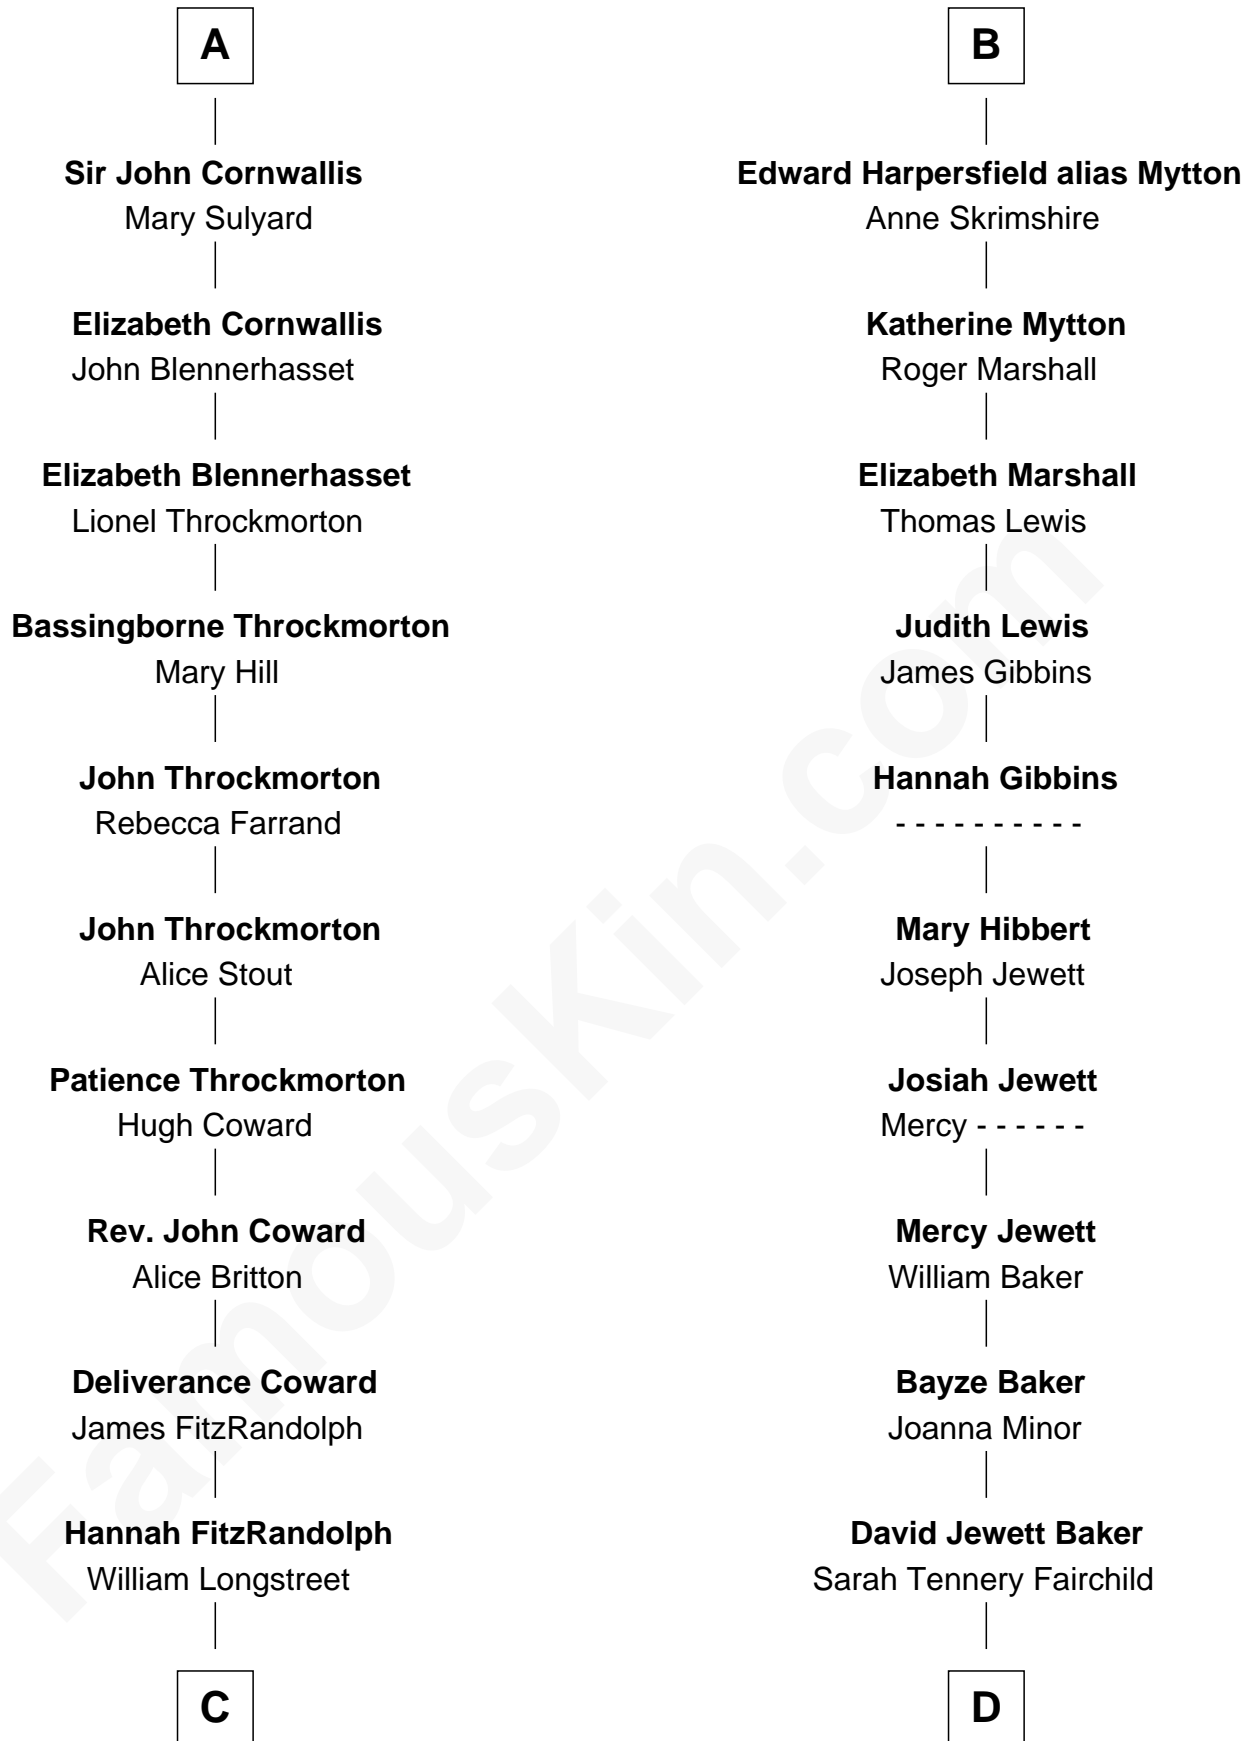 A
Sir John Cornwallis
Mary Sulyard
Elizabeth Cornwallis
John Blennerhasset
Elizabeth Blennerhasset
Lionel Throckmorton
Bassingborne Throckmorton
Mary Hill
John Throckmorton
Rebecca Farrand
John Throckmorton
Alice Stout
Patience Throckmorton
Hugh Coward
Rev. John Coward
Alice Britton
Deliverance Coward
James FitzRandolph
Hannah FitzRandolph
William Longstreet
C
B
Edward Harpersfield alias Mytton
Anne Skrimshire
Katherine Mytton
Roger Marshall
Elizabeth Marshall
Thomas Lewis
Judith Lewis
James Gibbins
Hannah Gibbins
- - - - - - - - - -
Mary Hibbert
Joseph Jewett
Josiah Jewett
Mercy - - - - - -
Mercy Jewett
William Baker
Bayze Baker
Joanna Minor
David Jewett Baker
Sarah Tennery Fairchild
D
FamousKin.com